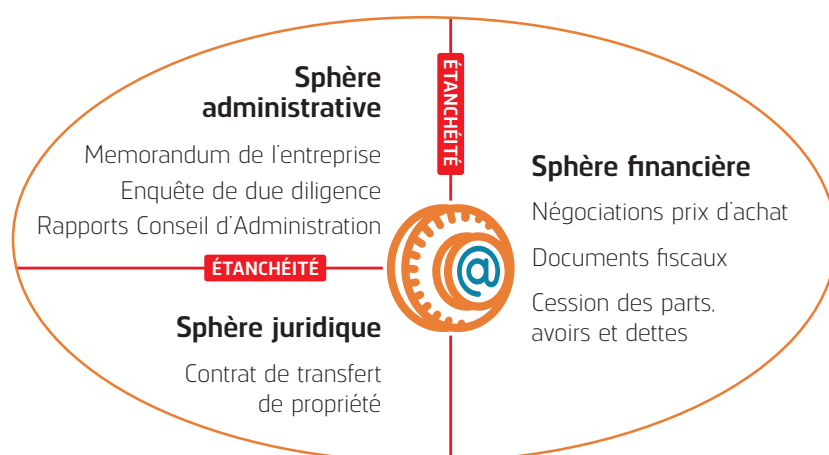 Sphère
administrative
Memorandum de l'entreprise
Enquête de due diligence
Rapports Conseil d'Administration
ÉTANCHÉITÉ
ÉTANCHÉITÉ
Sphère juridique
Contrat de transfert
de propriété
@
Sphère financière
Négociations prix d'achat
Documents fiscaux
Cession des parts,
avoirs et dettes